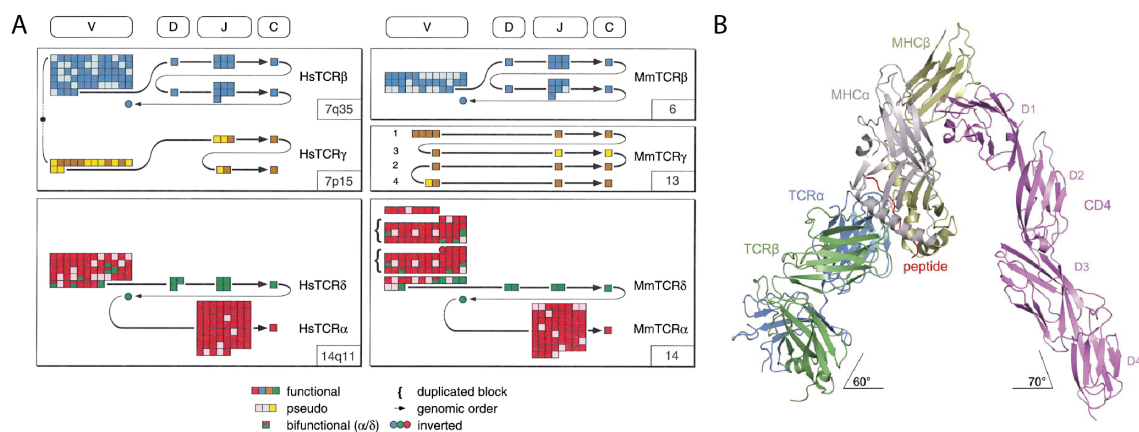 A
V D J C
V D J C
HsTCRβ
7q35
HsTCRγ
7p15
HsTCRδ
HsTCRα
14q11
MmTCRβ
6
1
3
2
4
MmTCRγ
13
{
{
MmTCRδ
MmTCRα
14
functional
pseudo
bifunctional (α/δ)
{ duplicated block
genomic order
inverted
B
MHCβ
MHCα
D1
D2
CD4
TCRα
TCRβ
peptide
D3
D4
60°
70°